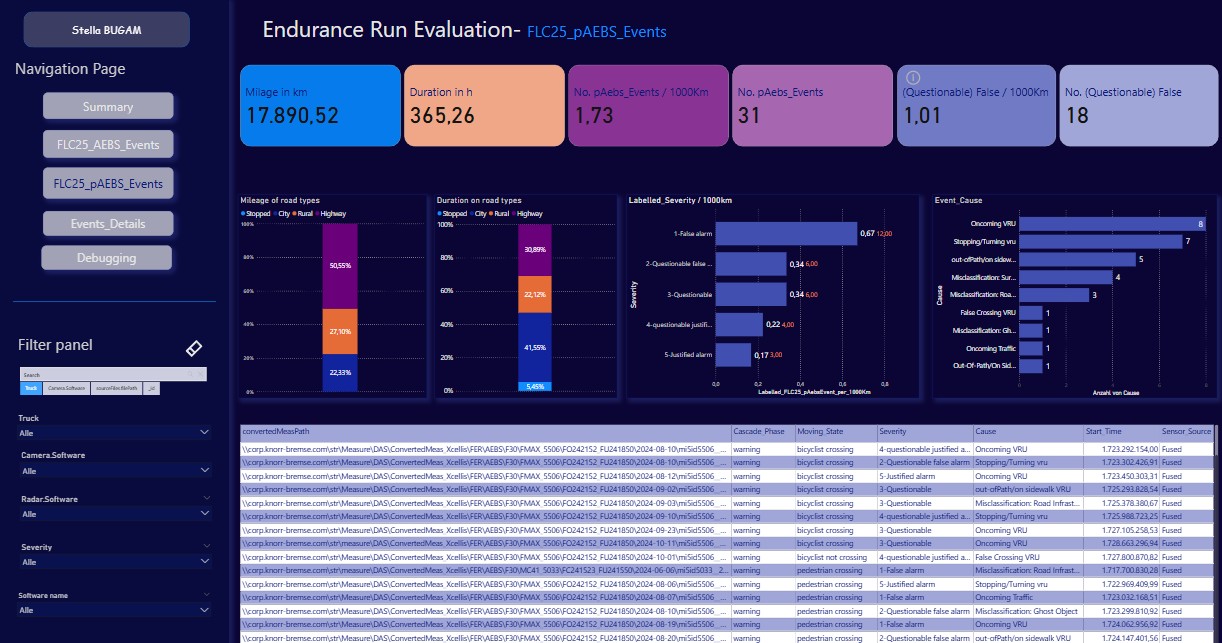 Stella BUGAM
Endurance Run Evaluation- FLC25_pAEBS_Events
Navigation Page
Summary
FLC25_AEBS_Events
FLC25_pAEBS_Events
Events_Details
Debugging
Filter panel
Search
Truck Camera.Software sourceFiles.filePath _id
Truck
Alle
Camera.Software
Alle
Radar.Software
Alle
Severity
Alle
Software name
Alle
Milage in km
17.890,52
Duration in h
365,26
No. pAebs_Events / 1000Km
1,73
No. pAebs_Events
31
(Questionable) False / 1000Km
1,01
No. (Questionable) False
18
Mileage of road types
Stopped City Rural Highway
100%
80%
60%
40%
20%
0%
50,55%
27,10%
22,33%
Duration on road types
Stopped City Rural Highway
100%
80%
60%
40%
20%
0%
30,89%
22,12%
41,55%
5,45%
Labelled_Severity / 1000km
Severity
1-False alarm 0,67 12,00
2-Questionable false ... 0,34 6,00
3-Questionable 0,34 6,00
4-questionable justifi... 0,22 4,00
5-Justified alarm 0,17 3,00
0,0 0,2 0,4 0,6 0,8
Labelled_FLC25_pAebsEvent_per_1000KM
Event_Cause
Cause
Oncoming VRU 8
Stopping/Turning vru 7
out-ofPath/on sidew... 5
Misclassification: Sur... 4
Misclassification: Roa... 3
False Crossing VRU 1
Misclassification: Gh... 1
Oncoming Traffic 1
Out-Of-Path/On Sid... 1
0 2 4 6 8
Anzahl von Cause
convertedMeasPath Cascade_Phase Moving_State Severity Cause Start_Time Sensor_Source
\\corp.knorr-bremse.com\str\Measure\DAS\ConvertedMeas_Xcellis\FER\AEBS\F30\FMAX_5506\FO242152_FU241850\2024-08-10\mi5id5506_... warning bicyclist crossing 4-questionable justified a... Oncoming VRU 1.723.292.154,00 Fused
\\corp.knorr-bremse.com\str\Measure\DAS\ConvertedMeas_Xcellis\FER\AEBS\F30\FMAX_5506\FO242152_FU241850\2024-08-10\mi5id5506_... warning bicyclist crossing 2-Questionable false alarm Stopping/Turning vru 1.723.302.426,91 Fused
\\corp.knorr-bremse.com\str\Measure\DAS\ConvertedMeas_Xcellis\FER\AEBS\F30\FMAX_5506\FO242152_FU241850\2024-08-12\mi5id5506_... warning bicyclist crossing 5-Justified alarm Oncoming VRU 1.723.450.303,31 Fused
\\corp.knorr-bremse.com\str\Measure\DAS\ConvertedMeas_Xcellis\FER\AEBS\F30\FMAX_5506\FO242152_FU241850\2024-09-02\mi5id5506_... warning bicyclist crossing 3-Questionable out-ofPath/on sidewalk VRU 1.725.293.828,54 Fused
\\corp.knorr-bremse.com\str\Measure\DAS\ConvertedMeas_Xcellis\FER\AEBS\F30\FMAX_5506\FO242152_FU241850\2024-09-03\mi5id5506_... warning bicyclist crossing 3-Questionable Misclassification: Road Infrast... 1.725.378.380,67 Fused
\\corp.knorr-bremse.com\str\Measure\DAS\ConvertedMeas_Xcellis\FER\AEBS\F30\FMAX_5506\FO242152_FU241850\2024-09-10\mi5id5506_... warning bicyclist crossing 4-questionable justified a... Stopping/Turning vru 1.725.988.723,25 Fused
\\corp.knorr-bremse.com\str\Measure\DAS\ConvertedMeas_Xcellis\FER\AEBS\F30\FMAX_5506\FO242152_FU241850\2024-09-23\mi5id5506_... warning bicyclist crossing 3-Questionable Oncoming VRU 1.727.105.258,53 Fused
\\corp.knorr-bremse.com\str\Measure\DAS\ConvertedMeas_Xcellis\FER\AEBS\F30\FMAX_5506\FO242152_FU241850\2024-10-11\mi5id5506_... warning bicyclist crossing 3-Questionable Oncoming VRU 1.728.663.296,94 Fused
\\corp.knorr-bremse.com\str\Measure\DAS\ConvertedMeas_Xcellis\FER\AEBS\F30\FMAX_5506\FO242152_FU241850\2024-10-01\mi5id5506_... warning bicyclist not crossing 4-questionable justified a... False Crossing VRU 1.727.800.870,82 Fused
\\corp.knorr-bremse.com\str\Measure\DAS\ConvertedMeas_Xcellis\FER\AEBS\F30\MC41_5033\FC241523_FU241550\2024-06-06\mi5id5033__2... warning pedestrian crossing 1-False alarm Misclassification: Road Infrast... 1.717.700.830,28 Fused
\\corp.knorr-bremse.com\str\Measure\DAS\ConvertedMeas_Xcellis\FER\AEBS\F30\FMAX_5506\FO242152_FU241850\2024-08-06\mi5id5506_... warning pedestrian crossing 5-Justified alarm Stopping/Turning vru 1.722.969.409,99 Fused
\\corp.knorr-bremse.com\str\Measure\DAS\ConvertedMeas_Xcellis\FER\AEBS\F30\FMAX_5506\FO242152_FU241850\2024-08-07\mi5id5506_... warning pedestrian crossing 1-False alarm Oncoming Traffic 1.723.032.168,51 Fused
\\corp.knorr-bremse.com\str\Measure\DAS\ConvertedMeas_Xcellis\FER\AEBS\F30\FMAX_5506\FO242152_FU241850\2024-08-10\mi5id5506_... warning pedestrian crossing 2-Questionable false alarm Misclassification: Ghost Object 1.723.299.810,92 Fused
\\corp.knorr-bremse.com\str\Measure\DAS\ConvertedMeas_Xcellis\FER\AEBS\F30\FMAX_5506\FO242152_FU241850\2024-08-19\mi5id5506_... warning pedestrian crossing 1-False alarm Oncoming VRU 1.724.062.956,92 Fused
\\corp.knorr-bremse.com\str\Measure\DAS\ConvertedMeas_Xcellis\FER\AEBS\F30\FMAX_5506\FO242152_FU241850\2024-08-20\mi5id5506_... warning pedestrian crossing 2-Questionable false alarm out-ofPath/on sidewalk VRU 1.724.147.401,56 Fused